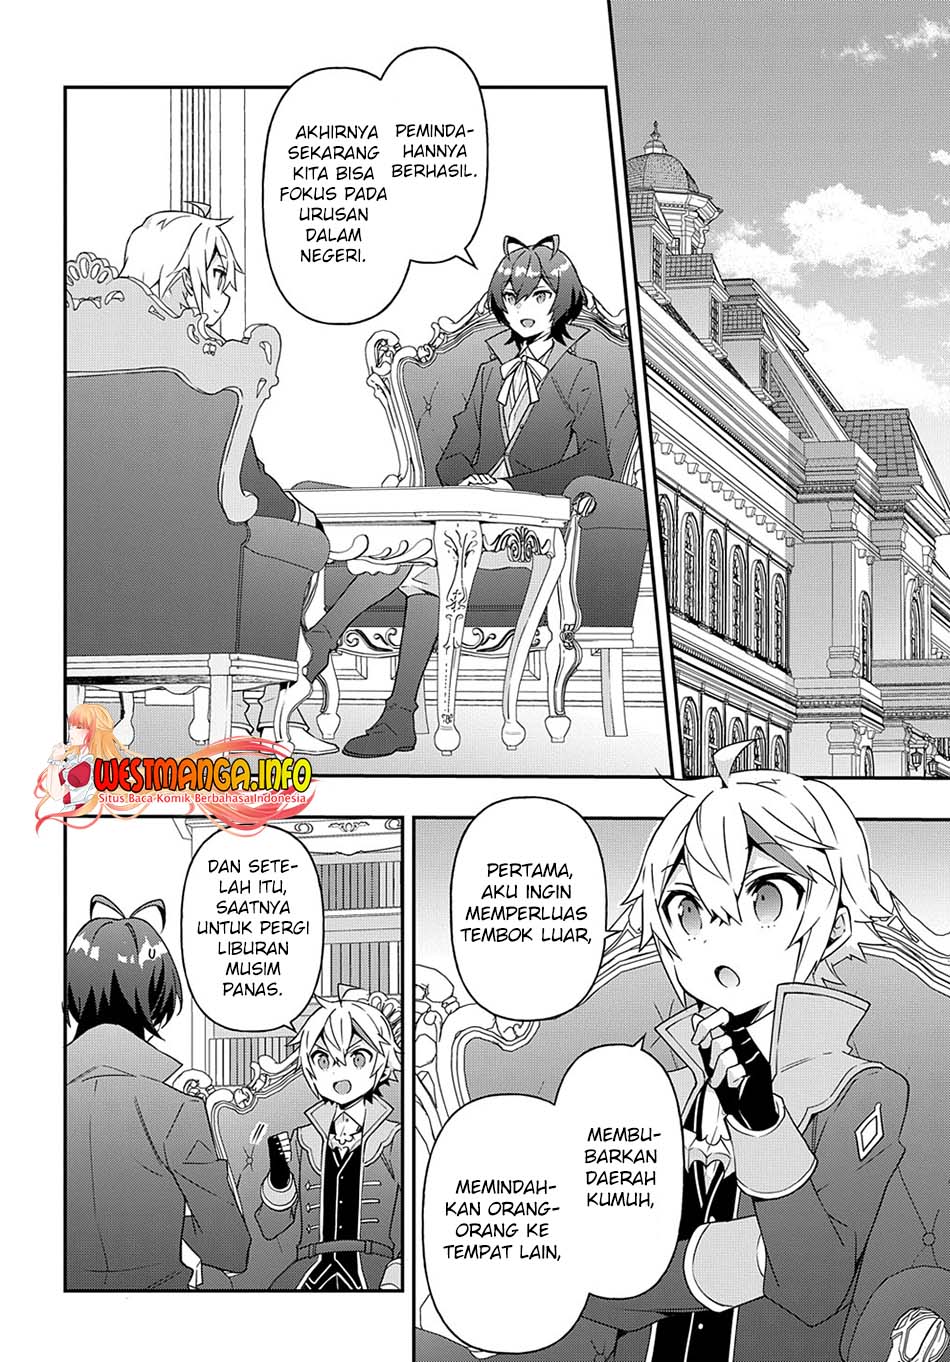 PEMINDA-
HANNYA
BERHASIL.
AKHIRNYA
SEKARANG
KITA BISA
FOKUS PADA
URUSAN
DALAM
NEGERI.
WESTMANGA.INFO
Situs Baca Komik Berbahasa Indonesia
PERTAMA,
AKU INGIN
MEMPERLUAS
TEMBOK LUAR,
MEMBU-
BARKAN
DAERAH
KUMUH,
MEMINDAH-
KAN ORANG-
ORANG KE
TEMPAT LAIN,
DAN SETE-
LAH ITU,
SAATNYA
UNTUK PERGI
LIBURAN
MUSIM
PANAS.